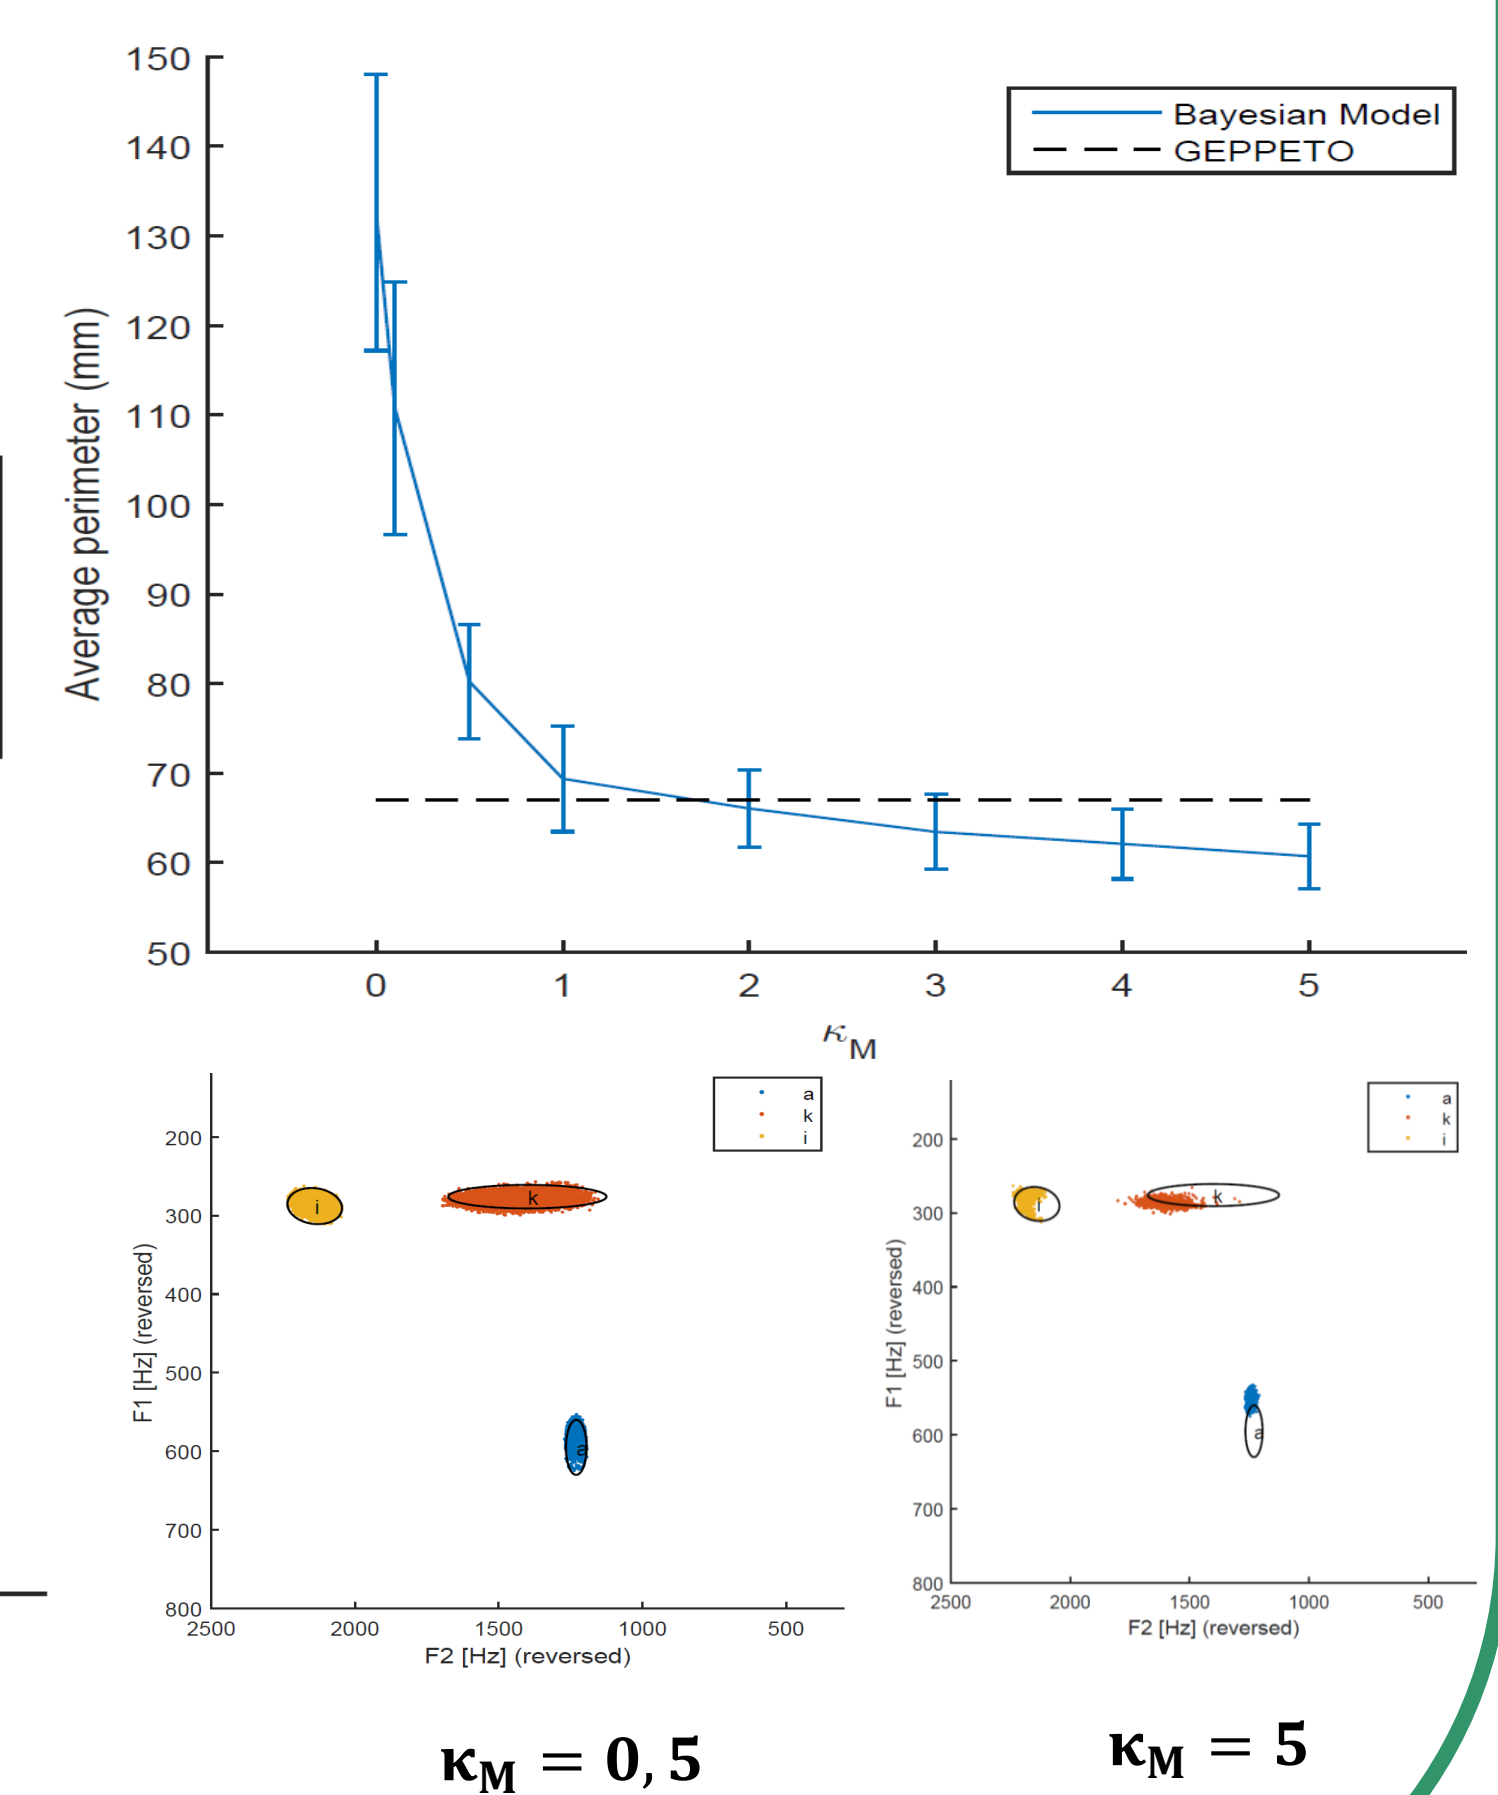 150
140
130
120
110
100
90
80
70
60
50
Average perimeter (mm)
Bayesian Model
GEPPETO
0 1 2 3 4 5
κM
200
300
400
500
600
700
800
F1 [Hz] (reversed)
a
k
i
i
k
a
2500 2000 1500 1000 500
F2 [Hz] (reversed)
κM = 0,5
200
300
400
500
600
700
800
F1 [Hz] (reversed)
a
k
i
i
k
a
2500 2000 1500 1000 500
F2 [Hz] (reversed)
κM = 5